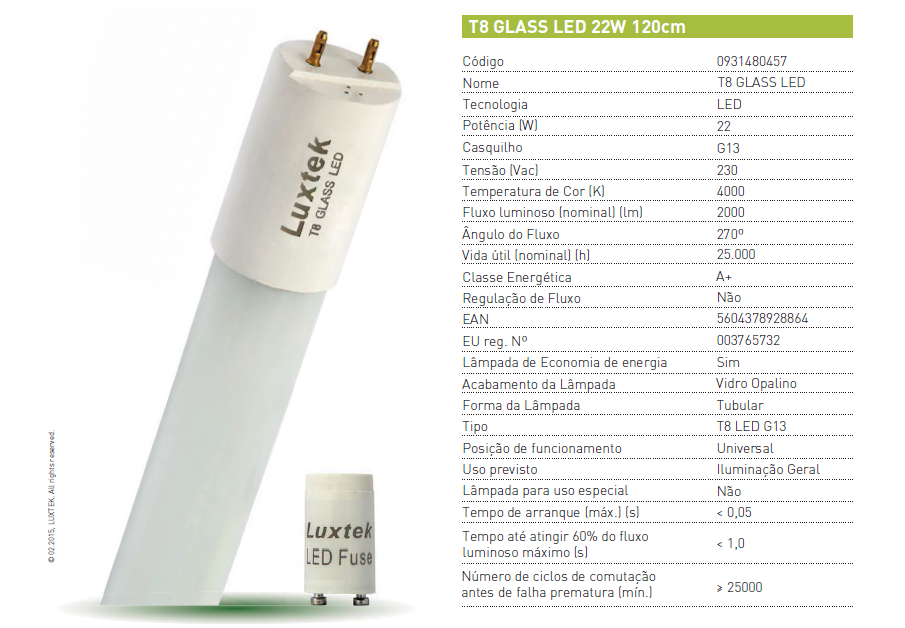 T8 GLASS LED 22W 120cm
Código 0931480457
Nome T8 GLASS LED
Tecnologia LED
Potência (W) 22
Casquilho G13
Tensão (Vac) 230
Temperatura de Cor (K) 4000
Fluxo luminoso (nominal) (lm) 2000
Ângulo do Fluxo 270º
Vida útil (nominal) (h) 25.000
Classe Energética A+
Regulação de Fluxo Não
EAN 5604378928864
EU reg. Nº 003765732
Lâmpada de Economia de energia Sim
Acabamento da Lâmpada Vidro Opalino
Forma da Lâmpada Tubular
Tipo T8 LED G13
Posição de funcionamento Universal
Uso previsto Iluminação Geral
Lâmpada para uso especial Não
Tempo de arranque (máx.) (s) < 0,05
Tempo até atingir 60% do fluxo
luminoso máximo (s) < 1,0
Número de ciclos de comutação
antes de falha prematura (mín.) ⩾ 25000
Luxtek
T8 GLASS LED
Luxtek
LED Fuse
© 02.2015, LUXTEK. All rights reserved.